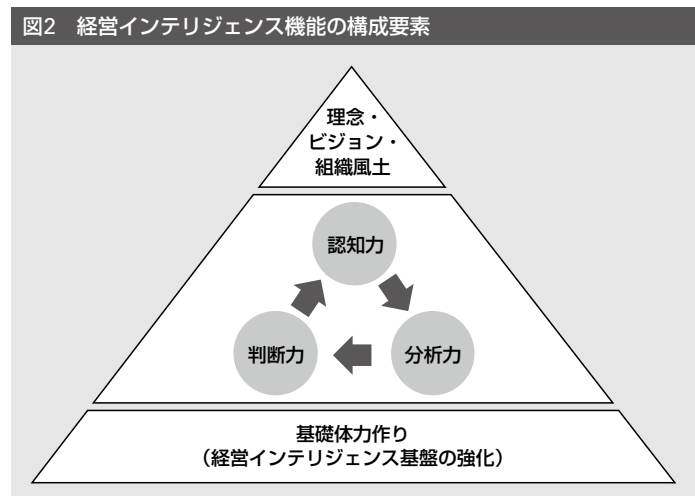 図2　経営インテリジェンス機能の構成要素
理念・
ビジョン・
組織風土
認知力
判断力
分析力
基礎体力作り
（経営インテリジェンス基盤の強化）